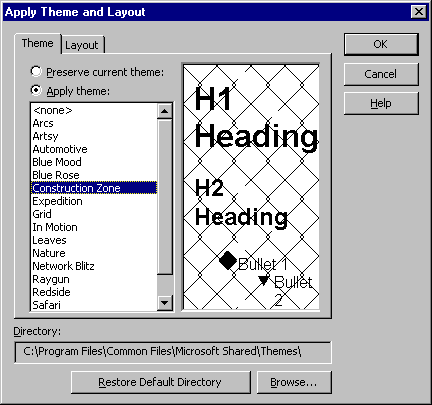 Apply Theme and Layout
Theme
Layout
OK
Cancel
Help
Preserve current theme:
Apply theme:
<none>
Arcs
Artsy
Automotive
Blue Mood
Blue Rose
Construction Zone
Expedition
Grid
In Motion
Leaves
Nature
Network Blitz
Raygun
Redside
Safari
H1
Heading
H2
Heading
Bullet 1
Bullet
2
Directory:
C:\Program Files\Common Files\Microsoft Shared\Themes\
Restore Default Directory
Browse...